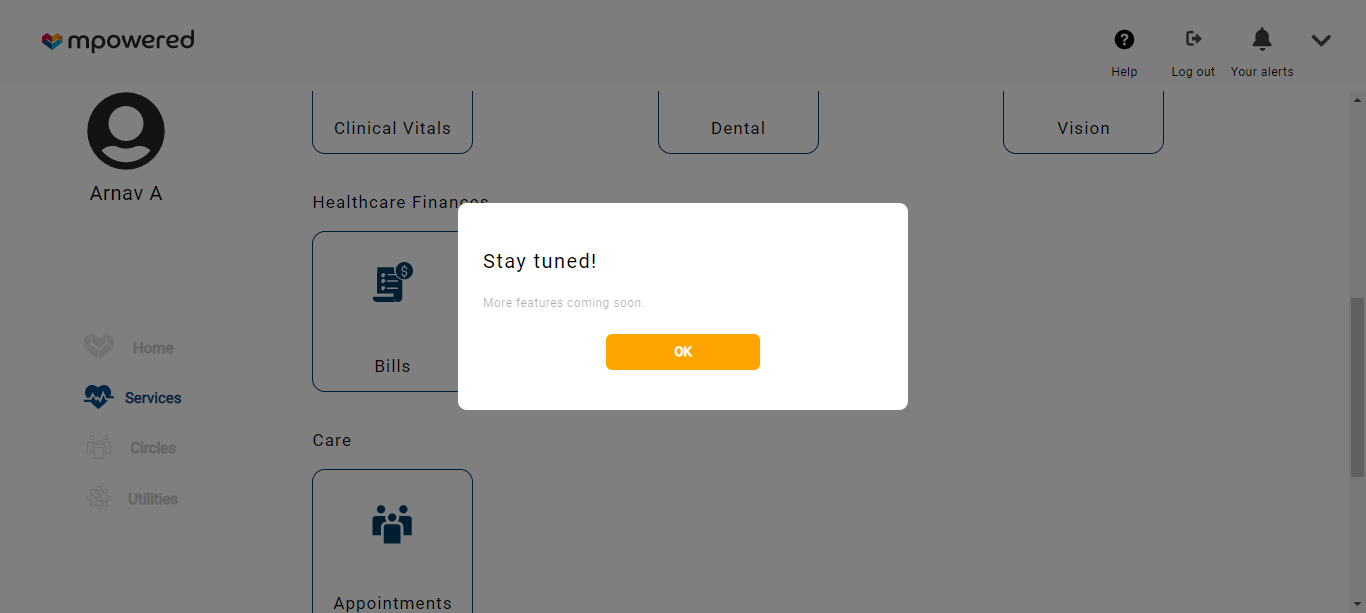 mpowered
Help
Log out
Your alerts
Arnav A
Home
Services
Circles
Utilities
Clinical Vitals
Dental
Vision
Healthcare Finances
Bills
Care
Appointments
Stay tuned!
More features coming soon.
OK